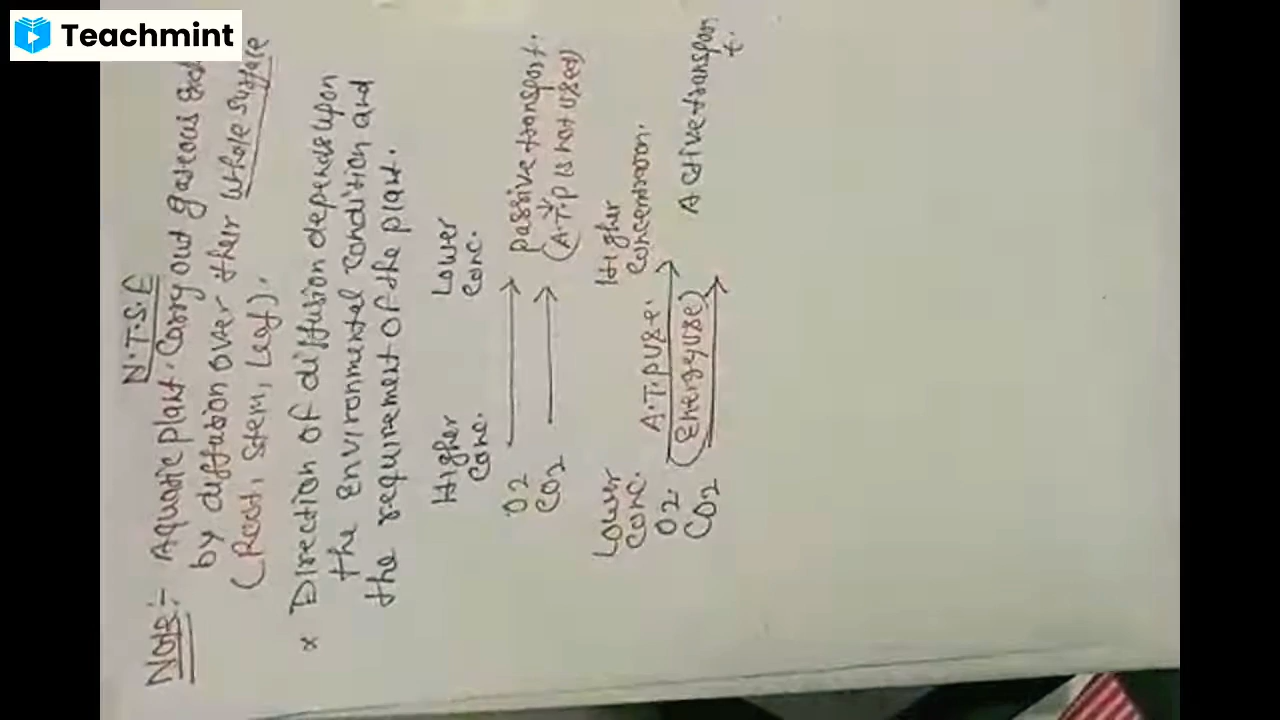 Teachmint
N.T.S.E
Note:- Aquatic plant. Carry out gaseous
by diffusion over their whole surface
(Root, Stem, Leaf).
* Direction of diffusion depends upon
the Environmental condition and
the requirement of the plant.
Higher conc. Lower conc.
O2 → passive transport.
CO2 → (A.T.P is not used)
Lower conc. Higher concentration.
A.T.P use.
O2. →
(Energy use) Active transport.
CO2 →